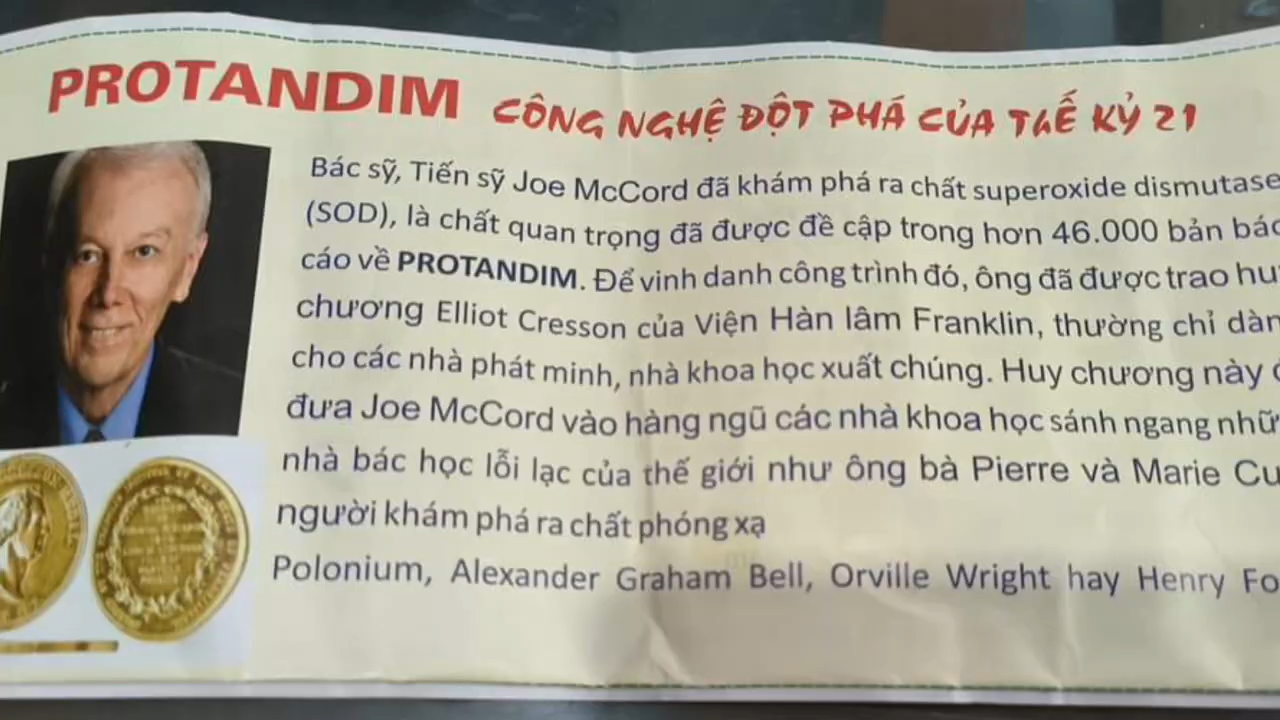 PROTANDIM CÔNG NGHỆ ĐỘT PHÁ CỦA THẾ KỶ 21
Bác sỹ, Tiến sỹ Joe McCord đã khám phá ra chất superoxide dismutase
(SOD), là chất quan trọng đã được đề cập trong hơn 46.000 bản báo
cáo về PROTANDIM. Để vinh danh công trình đó, ông đã được trao
chương Elliot Cresson của Viện Hàn lâm Franklin, thường chỉ
cho các nhà phát minh, nhà khoa học xuất chúng. Huy chương này
đưa Joe McCord vào hàng ngũ các nhà khoa học sánh ngang
nhà bác học lỗi lạc của thế giới như ông bà Pierre và Marie
người khám phá ra chất phóng xạ
Polonium, Alexander Graham Bell, Orville Wright hay Henry